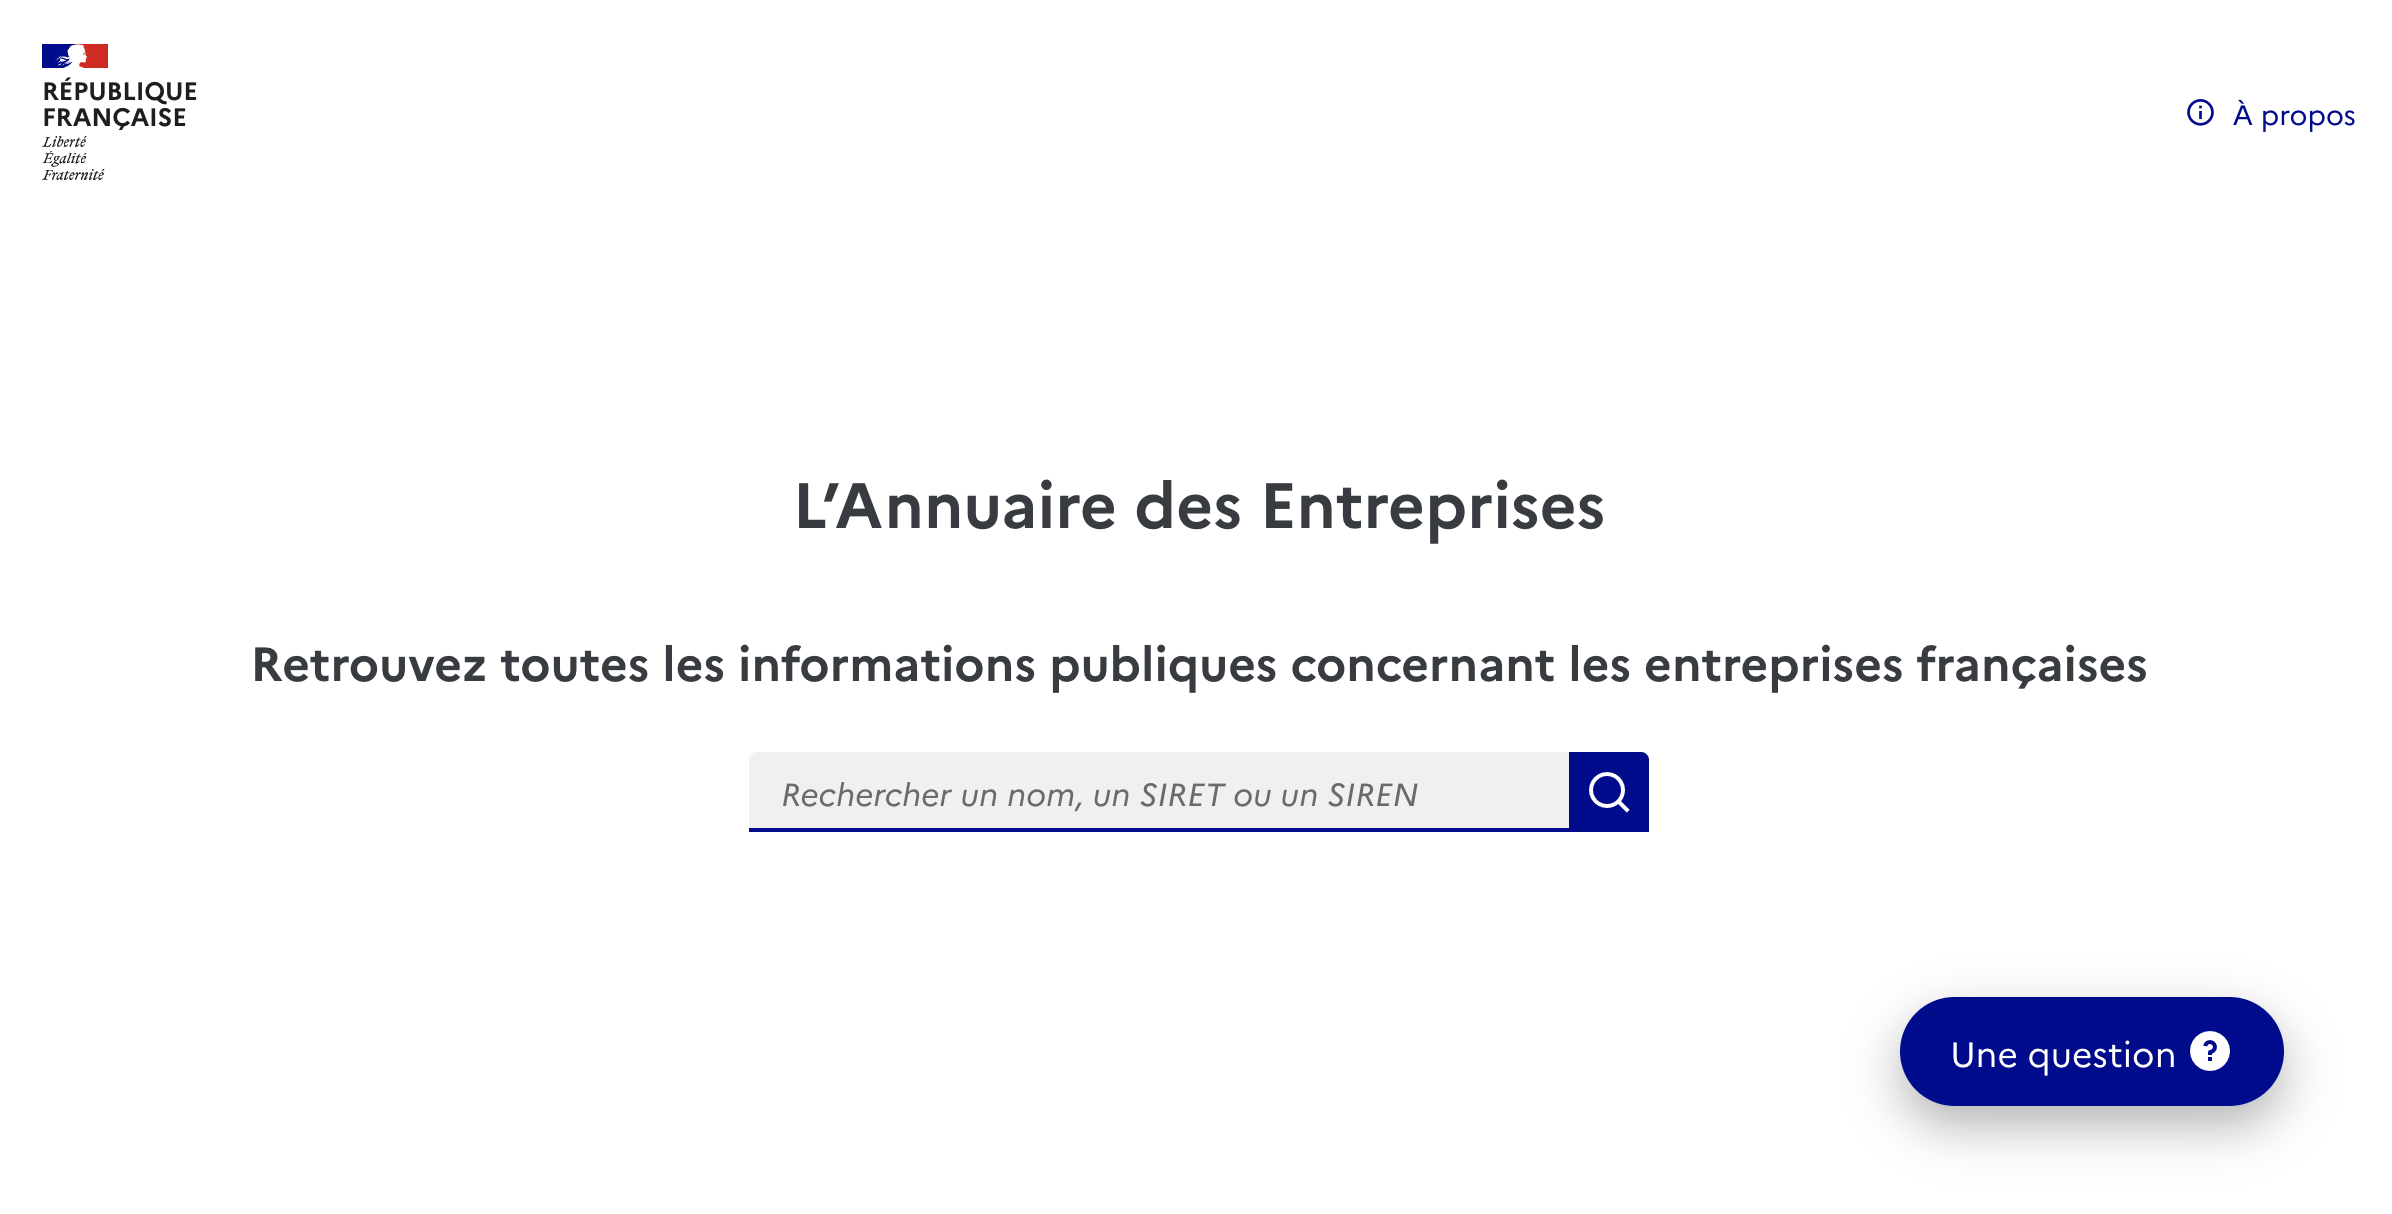 RÉPUBLIQUE
FRANÇAISE
Liberté
Égalité
Fraternité
À propos
L’Annuaire des Entreprises
Retrouvez toutes les informations publiques concernant les entreprises françaises
Rechercher un nom, un SIRET ou un SIREN
Une question ?